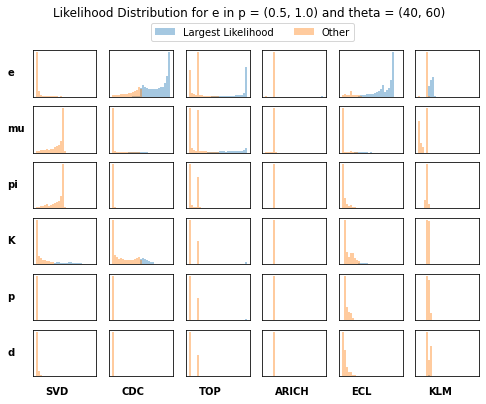 Likelihood Distribution for e in p = (0.5, 1.0) and theta = (40, 60)
Largest Likelihood Other
e
mu
pi
K
p
d
SVD CDC TOP ARICH ECL KLM